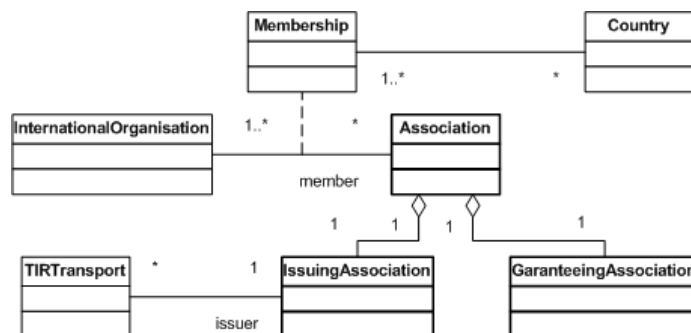 Membership
Country
1..*
*
InternationalOrganisation
1..*
*
Association
member
1
1
1
1
TIRTransport
*
1
IssuingAssociation
GaranteeingAssociation
issuer